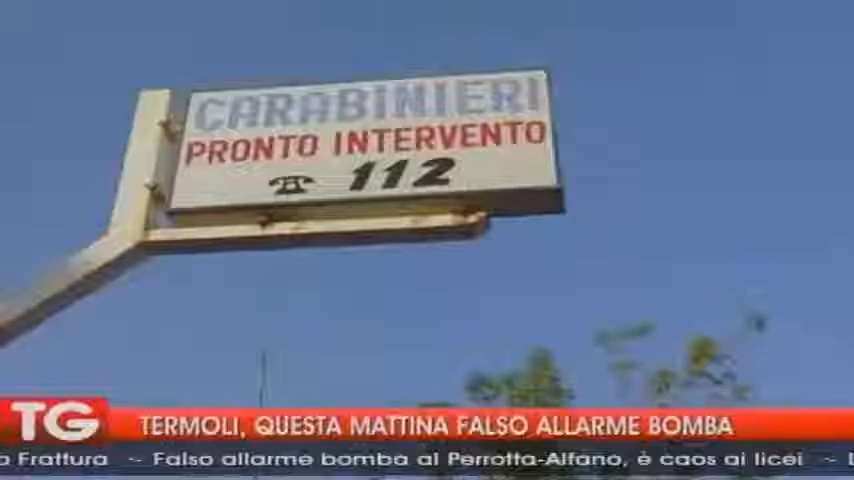 CARABINIERI
PRONTO INTERVENTO
112
TG TERMOLI, QUESTA MATTINA FALSO ALLARME BOMBA
Frattura ~ Falso allarme bomba al Perrotta-Alfano, è caos ai licei ~